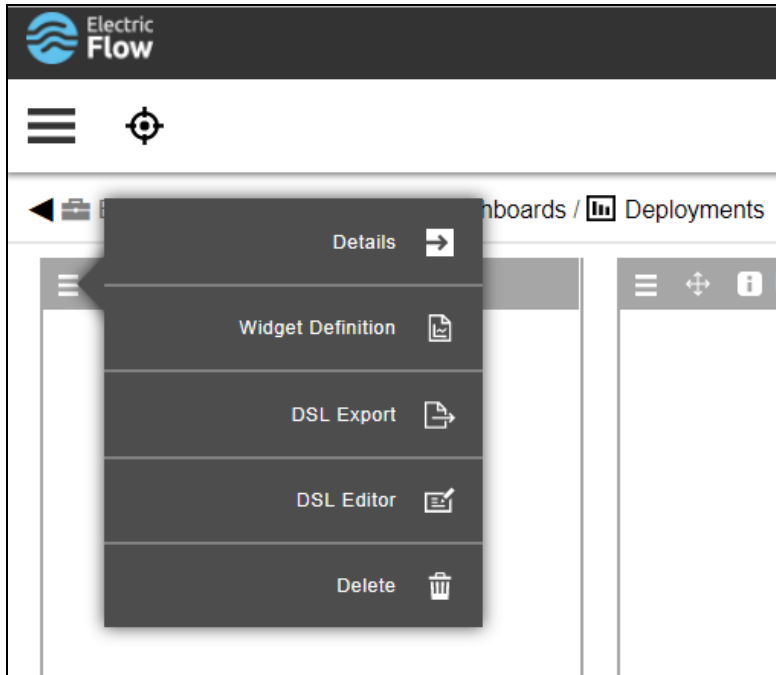 Electric
Flow
hboards / Deployments
Details
Widget Definition
DSL Export
DSL Editor
Delete